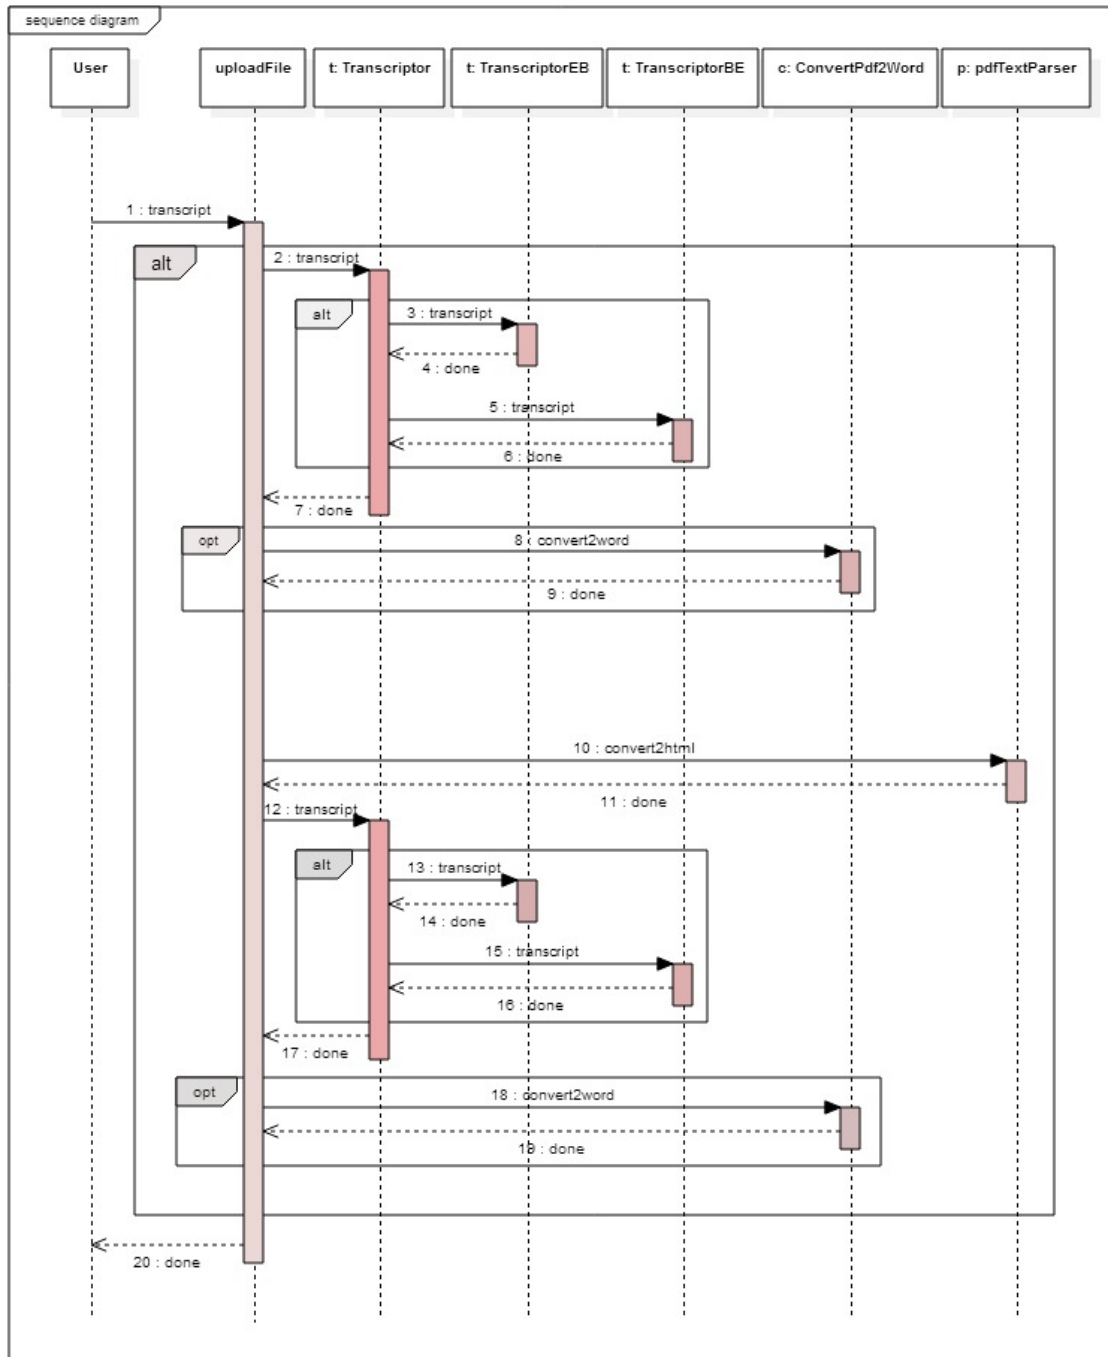 sequence diagram
User
uploadFile
t: Transcriptor
t: TranscriptorEB
t: TranscriptorBE
c: ConvertPdf2Word
p: pdfTextParser
1 : transcript
alt
2 : transcript
alt
3 : transcript
4 : done
5 : transcript
6 : done
7 : done
opt
8 : convert2word
9 : done
10 : convert2html
11 : done
12 : transcript
alt
13 : transcript
14 : done
15 : transcript
16 : done
17 : done
opt
18 : convert2word
19 : done
20 : done